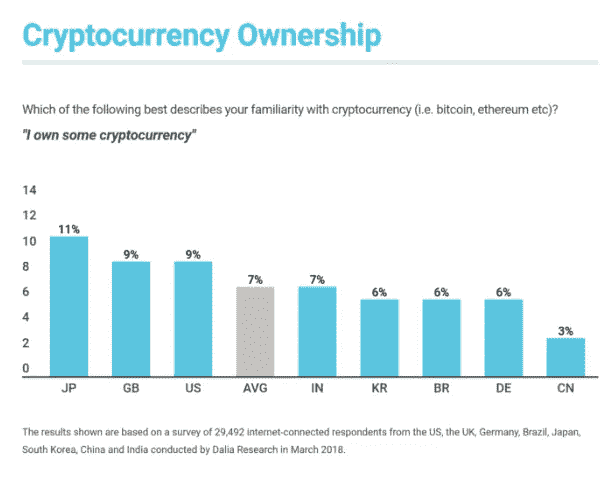 Cryptocurrency Ownership
Which of the following best describes your familiarity with cryptocurrency (i.e. bitcoin, ethereum etc)?
"I own some cryptocurrency"
14
12
10
8
6
4
2
0
11%
9%
9%
7%
7%
6%
6%
6%
3%
JP GB US AVG IN KR BR DE CN
The results shown are based on a survey of 29,492 internet-connected respondents from the US, the UK, Germany, Brazil, Japan,
South Korea, China and India conducted by Dalia Research in March 2018.